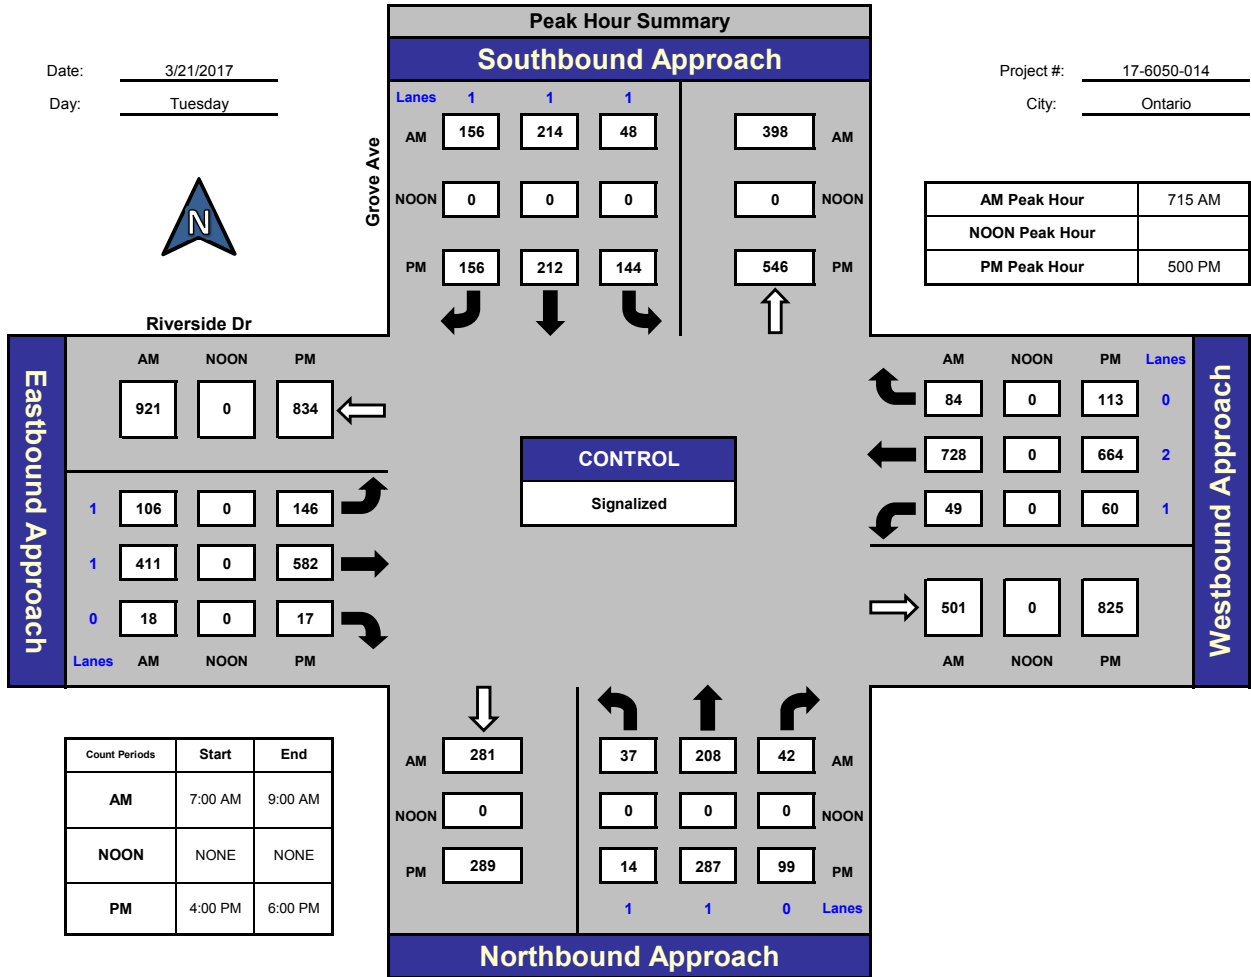 Peak Hour Summary
Southbound Approach
Date: 3/21/2017
Day: Tuesday
Project #: 17-6050-014
City: Ontario
N
Grove Ave
Lanes 1 1 1
AM 156 214 48 398 AM
NOON 0 0 0 0 NOON
PM 156 212 144 546 PM
AM Peak Hour 715 AM
NOON Peak Hour
PM Peak Hour 500 PM
Riverside Dr
Eastbound Approach
AM NOON PM
921 0 834
1 106 0 146
1 411 0 582
0 18 0 17
Lanes AM NOON PM
CONTROL
Signalized
AM NOON PM Lanes
84 0 113 0
728 0 664 2
49 0 60 1
501 0 825
AM NOON PM
Westbound Approach
Count Periods Start End
AM 7:00 AM 9:00 AM
NOON NONE NONE
PM 4:00 PM 6:00 PM
AM 281 37 208 42 AM
NOON 0 0 0 0 NOON
PM 289 14 287 99 PM
1 1 0 Lanes
Northbound Approach